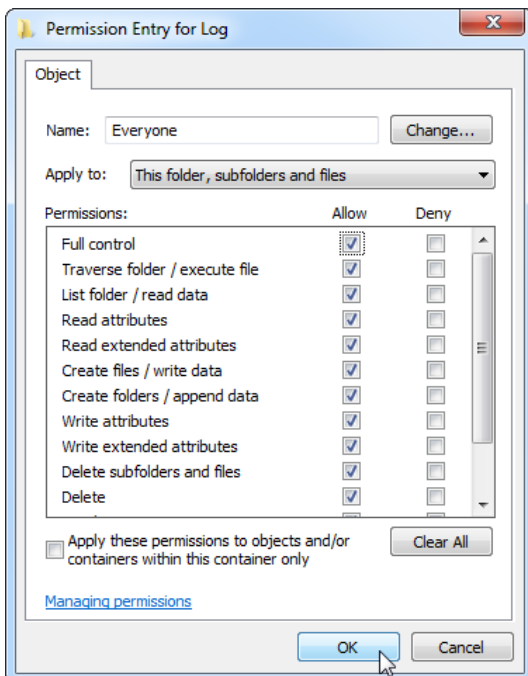 Permission Entry for Log
Object
Name: Everyone Change...
Apply to: This folder, subfolders and files
Permissions: Allow Deny
Full control
Traverse folder / execute file
List folder / read data
Read attributes
Read extended attributes
Create files / write data
Create folders / append data
Write attributes
Write extended attributes
Delete subfolders and files
Delete
Apply these permissions to objects and/or
containers within this container only
Clear All
Managing permissions
OK Cancel